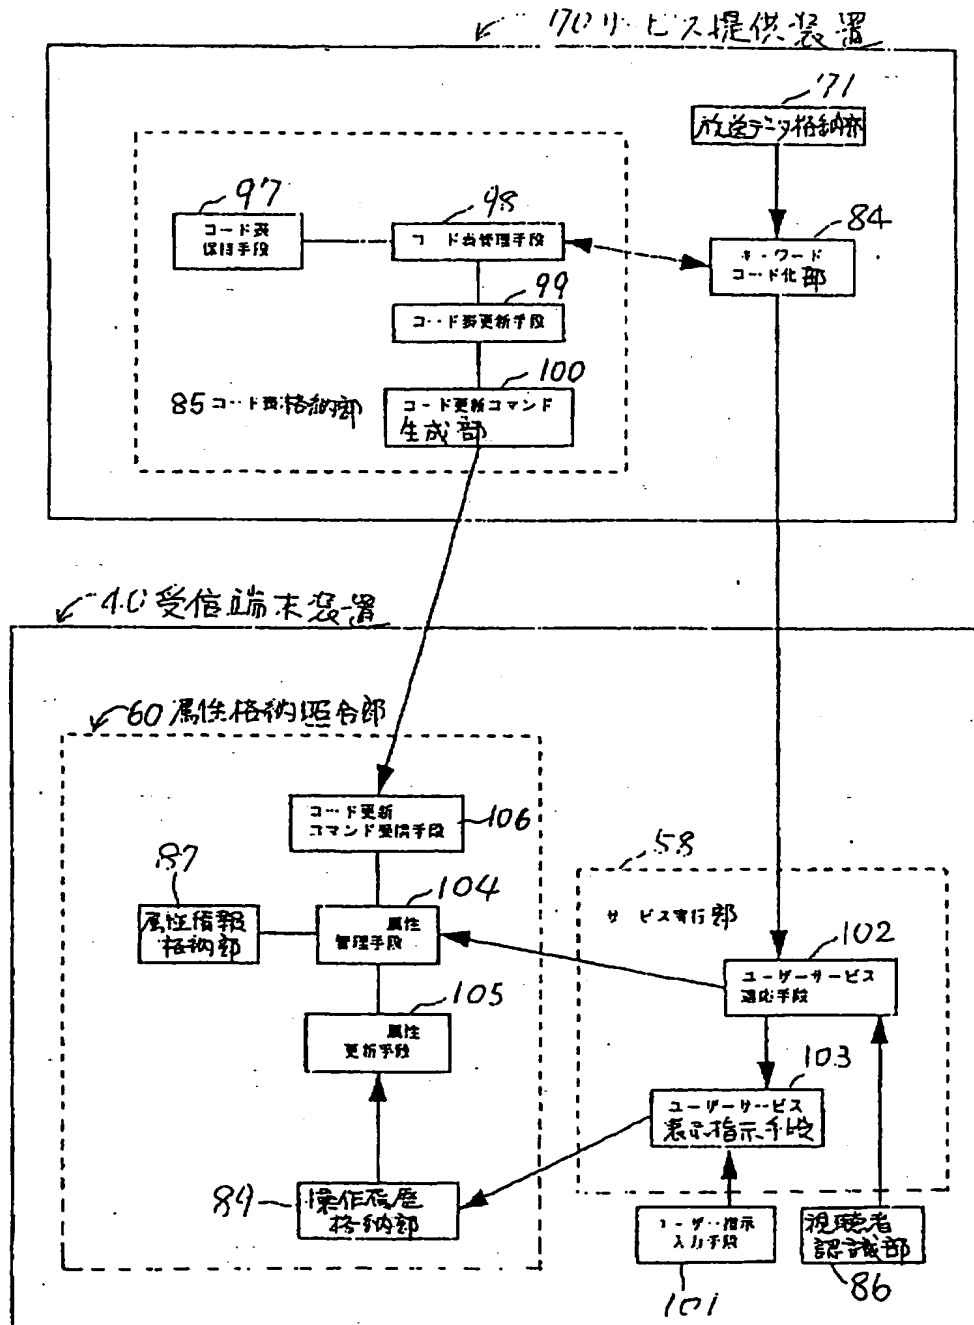 70サービス提供装置
71
放送データ格納部
97
コード表
保持手段
98
コード表管理手段
84
キーワード
コード化部
99
コード表更新手段
100
コード更新コマンド
生成部
85コード表格納部
40受信端末装置
60属性格納照合部
コード更新
コマンド受信手段
106
87
属性情報
格納部
104
属性
管理手段
105
属性
更新手段
58
サービス実行部
102
ユーザーサービス
適応手段
103
ユーザーサービス
表示指示手段
89
操作履歴
格納部
ユーザー指示
入力手段
101
視聴者
認識部
86